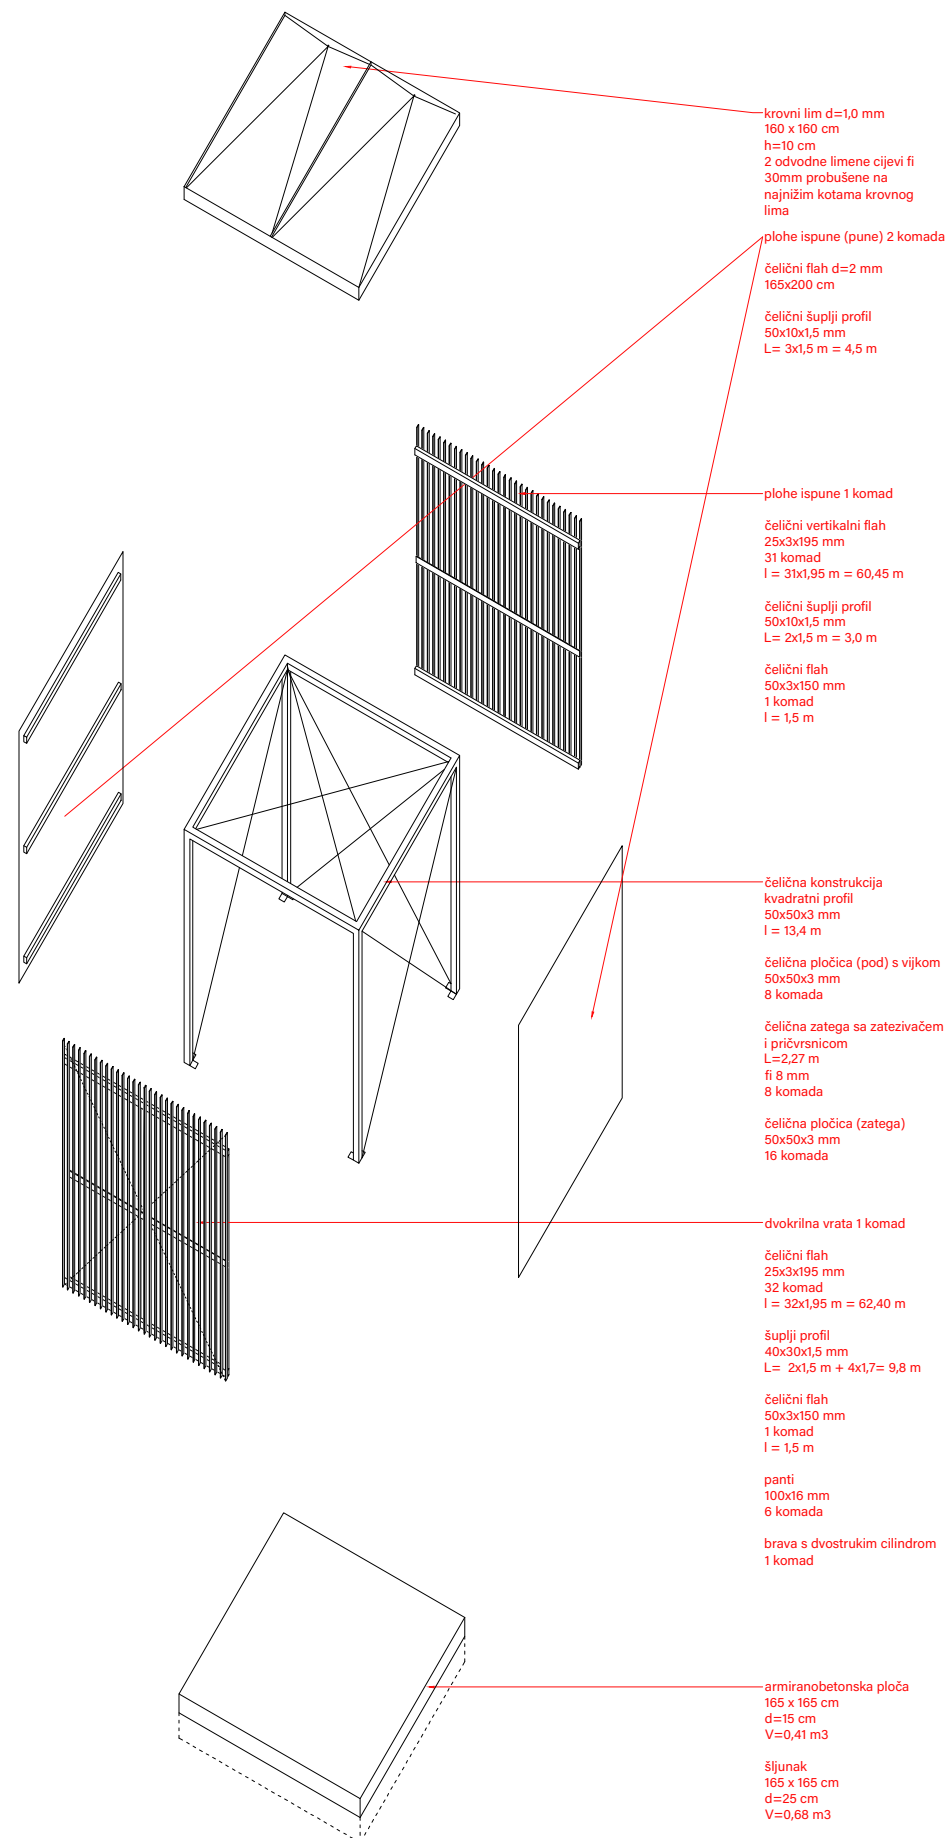 krovni lim d=1,0 mm
160 x 160 cm
h=10 cm
2 odvodne limene cijevi fi
30mm probušene na
najnižim kotama krovnog
lima
plohe ispune (pune) 2 komada
čelični flah d=2 mm
165x200 cm
čelični šuplji profil
50x10x1,5 mm
L= 3x1,5 m = 4,5 m
plohe ispune 1 komad
čelični vertikalni flah
25x3x195 mm
31 komad
l = 31x1,95 m = 60,45 m
čelični šuplji profil
50x10x1,5 mm
L= 2x1,5 m = 3,0 m
čelični flah
50x3x150 mm
1 komad
l = 1,5 m
čelična konstrukcija
kvadratni profil
50x50x3 mm
l = 13,4 m
čelična pločica (pod) s vijkom
50x50x3 mm
8 komada
čelična zatega sa zatezivačem
i pričvrsnicom
L=2,27 m
fi 8 mm
8 komada
čelična pločica (zatega)
50x50x3 mm
16 komada
dvokrilna vrata 1 komad
čelični flah
25x3x195 mm
32 komad
l = 32x1,95 m = 62,40 m
šuplji profil
40x30x1,5 mm
L=  2x1,5 m + 4x1,7= 9,8 m
čelični flah
50x3x150 mm
1 komad
l = 1,5 m
panti
100x16 mm
6 komada
brava s dvostrukim cilindrom
1 komad
armiranobetonska ploča
165 x 165 cm
d=15 cm
V=0,41 m3
šljunak
165 x 165 cm
d=25 cm
V=0,68 m3